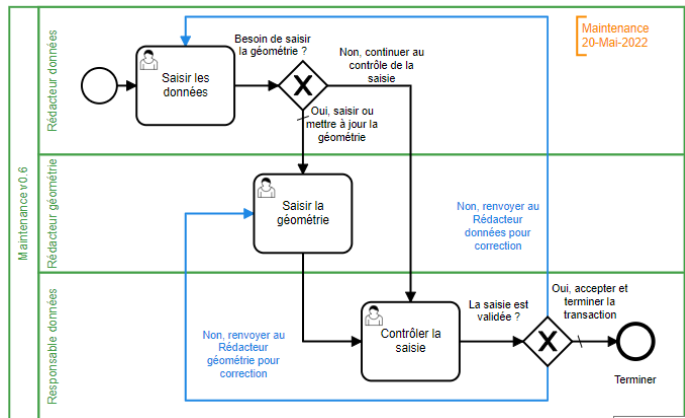 Maintenance v0.6
Rédacteur données
Saisir les
données
Besoin de saisir
la géométrie ?
Non, continuer au
contrôle de la
saisie
Maintenance
20-Mai-2022
Oui, saisir ou
mettre à jour la
géométrie
Rédacteur géométrie
Saisir la
géométrie
Non, renvoyer au
Rédacteur
données pour
correction
Responsable données
Non, renvoyer au
Rédacteur
géométrie pour
correction
Contrôler la
saisie
La saisie est
validée ?
Oui, accepter et
terminer la
transaction
Terminer